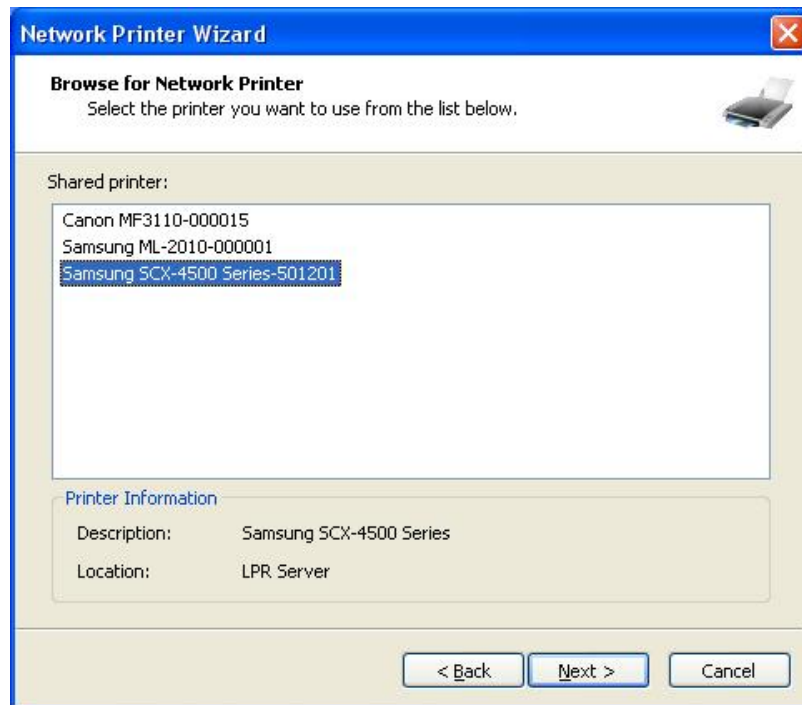 Network Printer Wizard
Browse for Network Printer
Select the printer you want to use from the list below.
Shared printer:
Canon MF3110-000015
Samsung ML-2010-000001
Samsung SCX-4500 Series-501201
Printer Information
Description: Samsung SCX-4500 Series
Location: LPR Server
< Back Next > Cancel